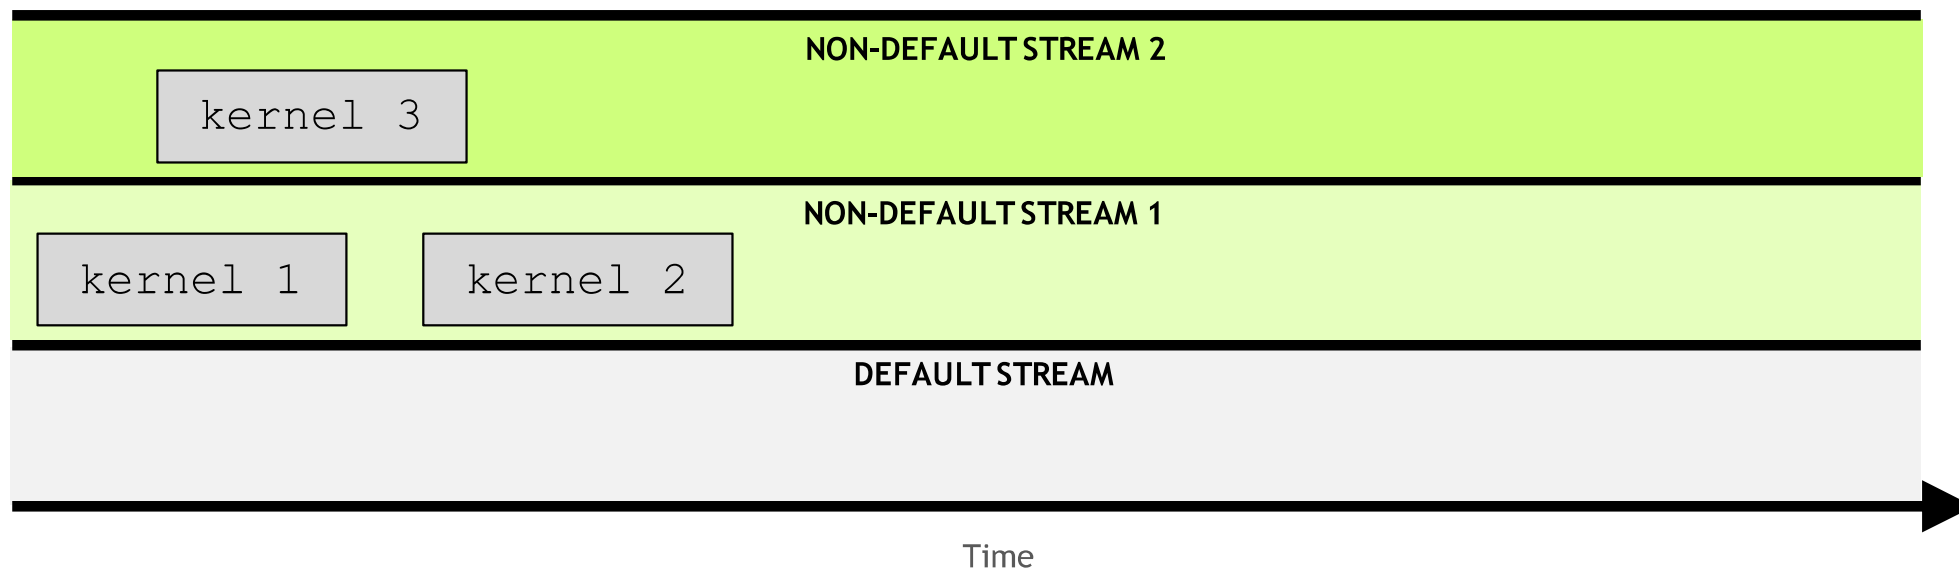 NON-DEFAULT STREAM 2
kernel 3
NON-DEFAULT STREAM 1
kernel 1
kernel 2
DEFAULT STREAM
Time